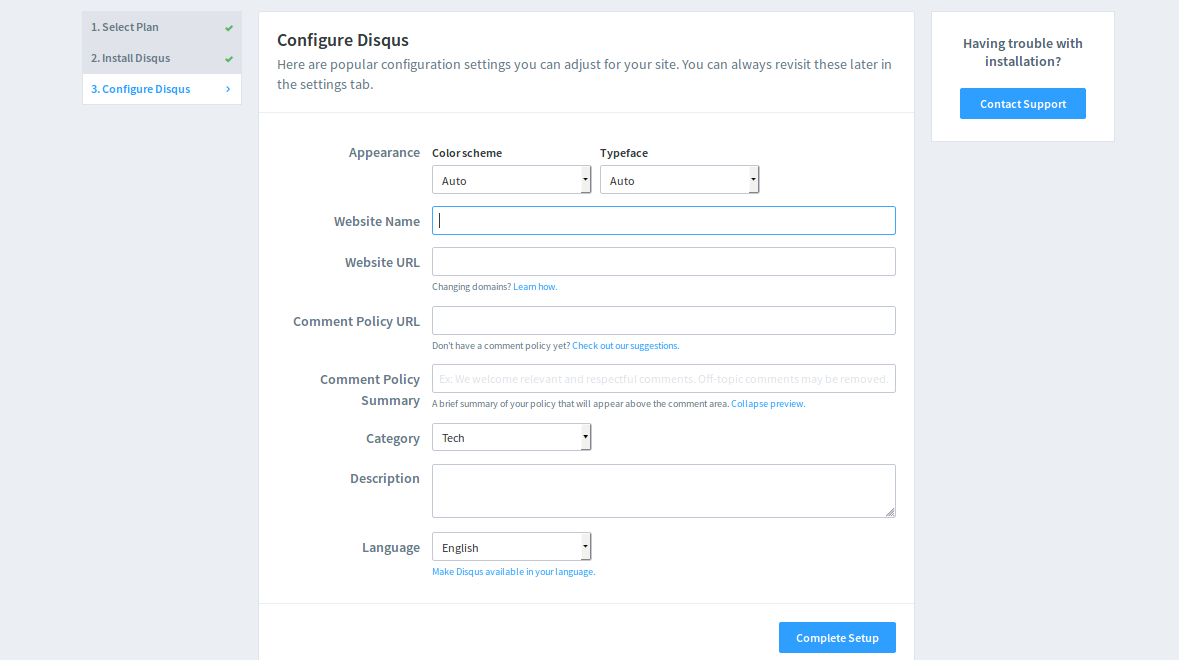 1. Select Plan
2. Install Disqus
3. Configure Disqus
Configure Disqus
Here are popular configuration settings you can adjust for your site. You can always revisit these later in
the settings tab.
Having trouble with
installation?
Contact Support
Appearance
Color scheme
Typeface
Auto
Auto
Website Name
Website URL
Changing domains? Learn how.
Comment Policy URL
Don't have a comment policy yet? Check out our suggestions.
Comment Policy
Summary
Ex: We welcome relevant and respectful comments. Off-topic comments may be removed.
A brief summary of your policy that will appear above the comment area. Collapse preview.
Category
Tech
Description
Language
English
Make Disqus available in your language.
Complete Setup